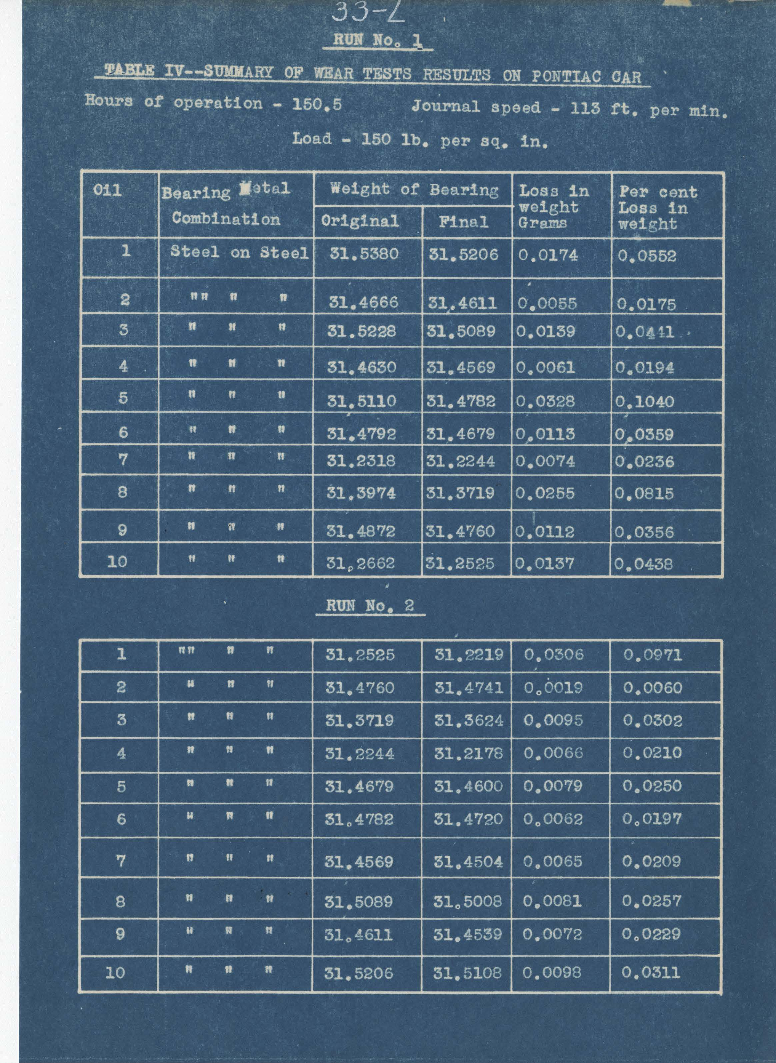 33-L
RUN No. 1
TABLE IV--SUMMARY OF WEAR TESTS RESULTS ON PONTIAC CAR
Hours of operation - 150.5 Journal speed - 113 ft. per min.
Load - 150 lb. per sq. in.
Oil Bearing Metal Combination Weight of Bearing Original Final Loss in weight Grams Per cent Loss in weight
1 Steel on Steel 31.5380 31.5206 0.0174 0.0552
2 "" " " 31.4666 31.4611 0.0055 0.0175
3 " " " 31.5228 31.5089 0.0139 0.0441
4 " " " 31.4630 31.4569 0.0061 0.0194
5 " " " 31.5110 31.4782 0.0328 0.1040
6 " " " 31.4792 31.4679 0.0113 0.0359
7 " " " 31.2318 31.2244 0.0074 0.0236
8 " " " 31.3974 31.3719 0.0255 0.0815
9 " " " 31.4872 31.4760 0.0112 0.0356
10 " " " 31.2662 31.2525 0.0137 0.0438
RUN No. 2
1 "" " " 31.2525 31.2219 0.0306 0.0971
2 " " " 31.4760 31.4741 0.0019 0.0060
3 " " " 31.3719 31.3624 0.0095 0.0302
4 " " " 31.2244 31.2178 0.0066 0.0210
5 " " " 31.4679 31.4600 0.0079 0.0250
6 " " " 31.4782 31.4720 0.0062 0.0197
7 " " " 31.4569 31.4504 0.0065 0.0209
8 " " " 31.5089 31.5008 0.0081 0.0257
9 " " " 31.4611 31.4539 0.0072 0.0229
10 " " " 31.5206 31.5108 0.0098 0.0311